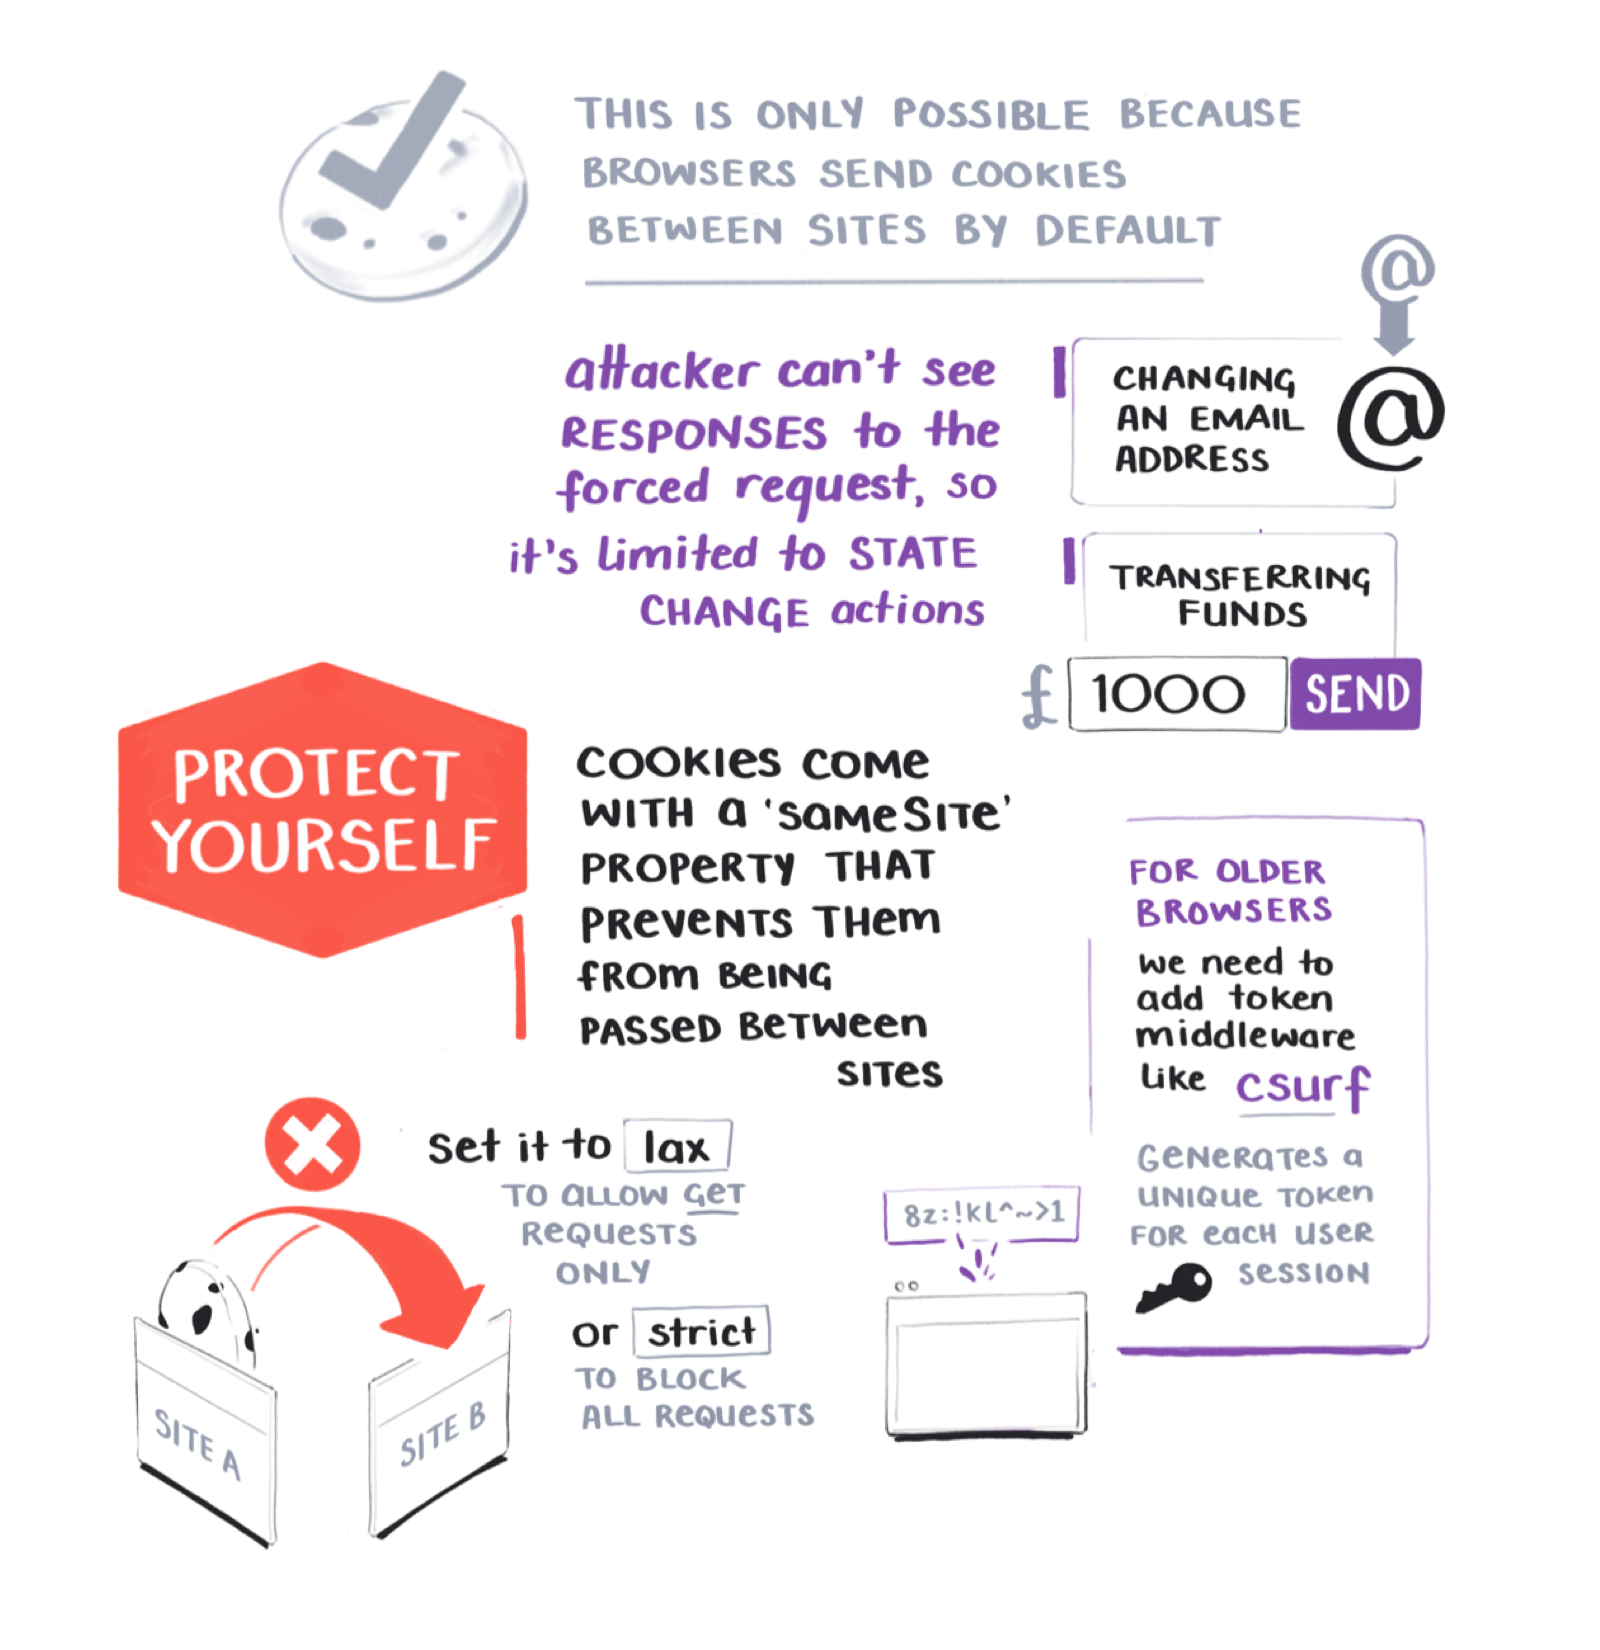 THIS IS ONLY POSSIBLE BECAUSE
BROWSERS SEND COOKIES
BETWEEN SITES BY DEFAULT
attacker can't see
RESPONSES to the
forced request, so
it's limited to STATE
CHANGE actions
@
CHANGING
AN EMAIL
ADDRESS
@
TRANSFERRING
FUNDS
£ 1000 SEND
PROTECT
YOURSELF
COOKIES COME
WITH a 'sameSITe'
PROPeRTY THAT
PReVeNTS THem
fROm BeING
PASSeD BeTWeen
SITes
set it to lax
TO aLLOW GeT
ReQUeSTS
ONLY
or strict
TO BLOCK
ALL ReQUeSTS
SITE A
SITE B
FOR OLDER
BROWSERS
we need to
add token
middleware
like csurf
GeNeRaTeS a
UNIQUe TOKen
FOR eacH USeR
SeSSION
8z:!kl^~>1